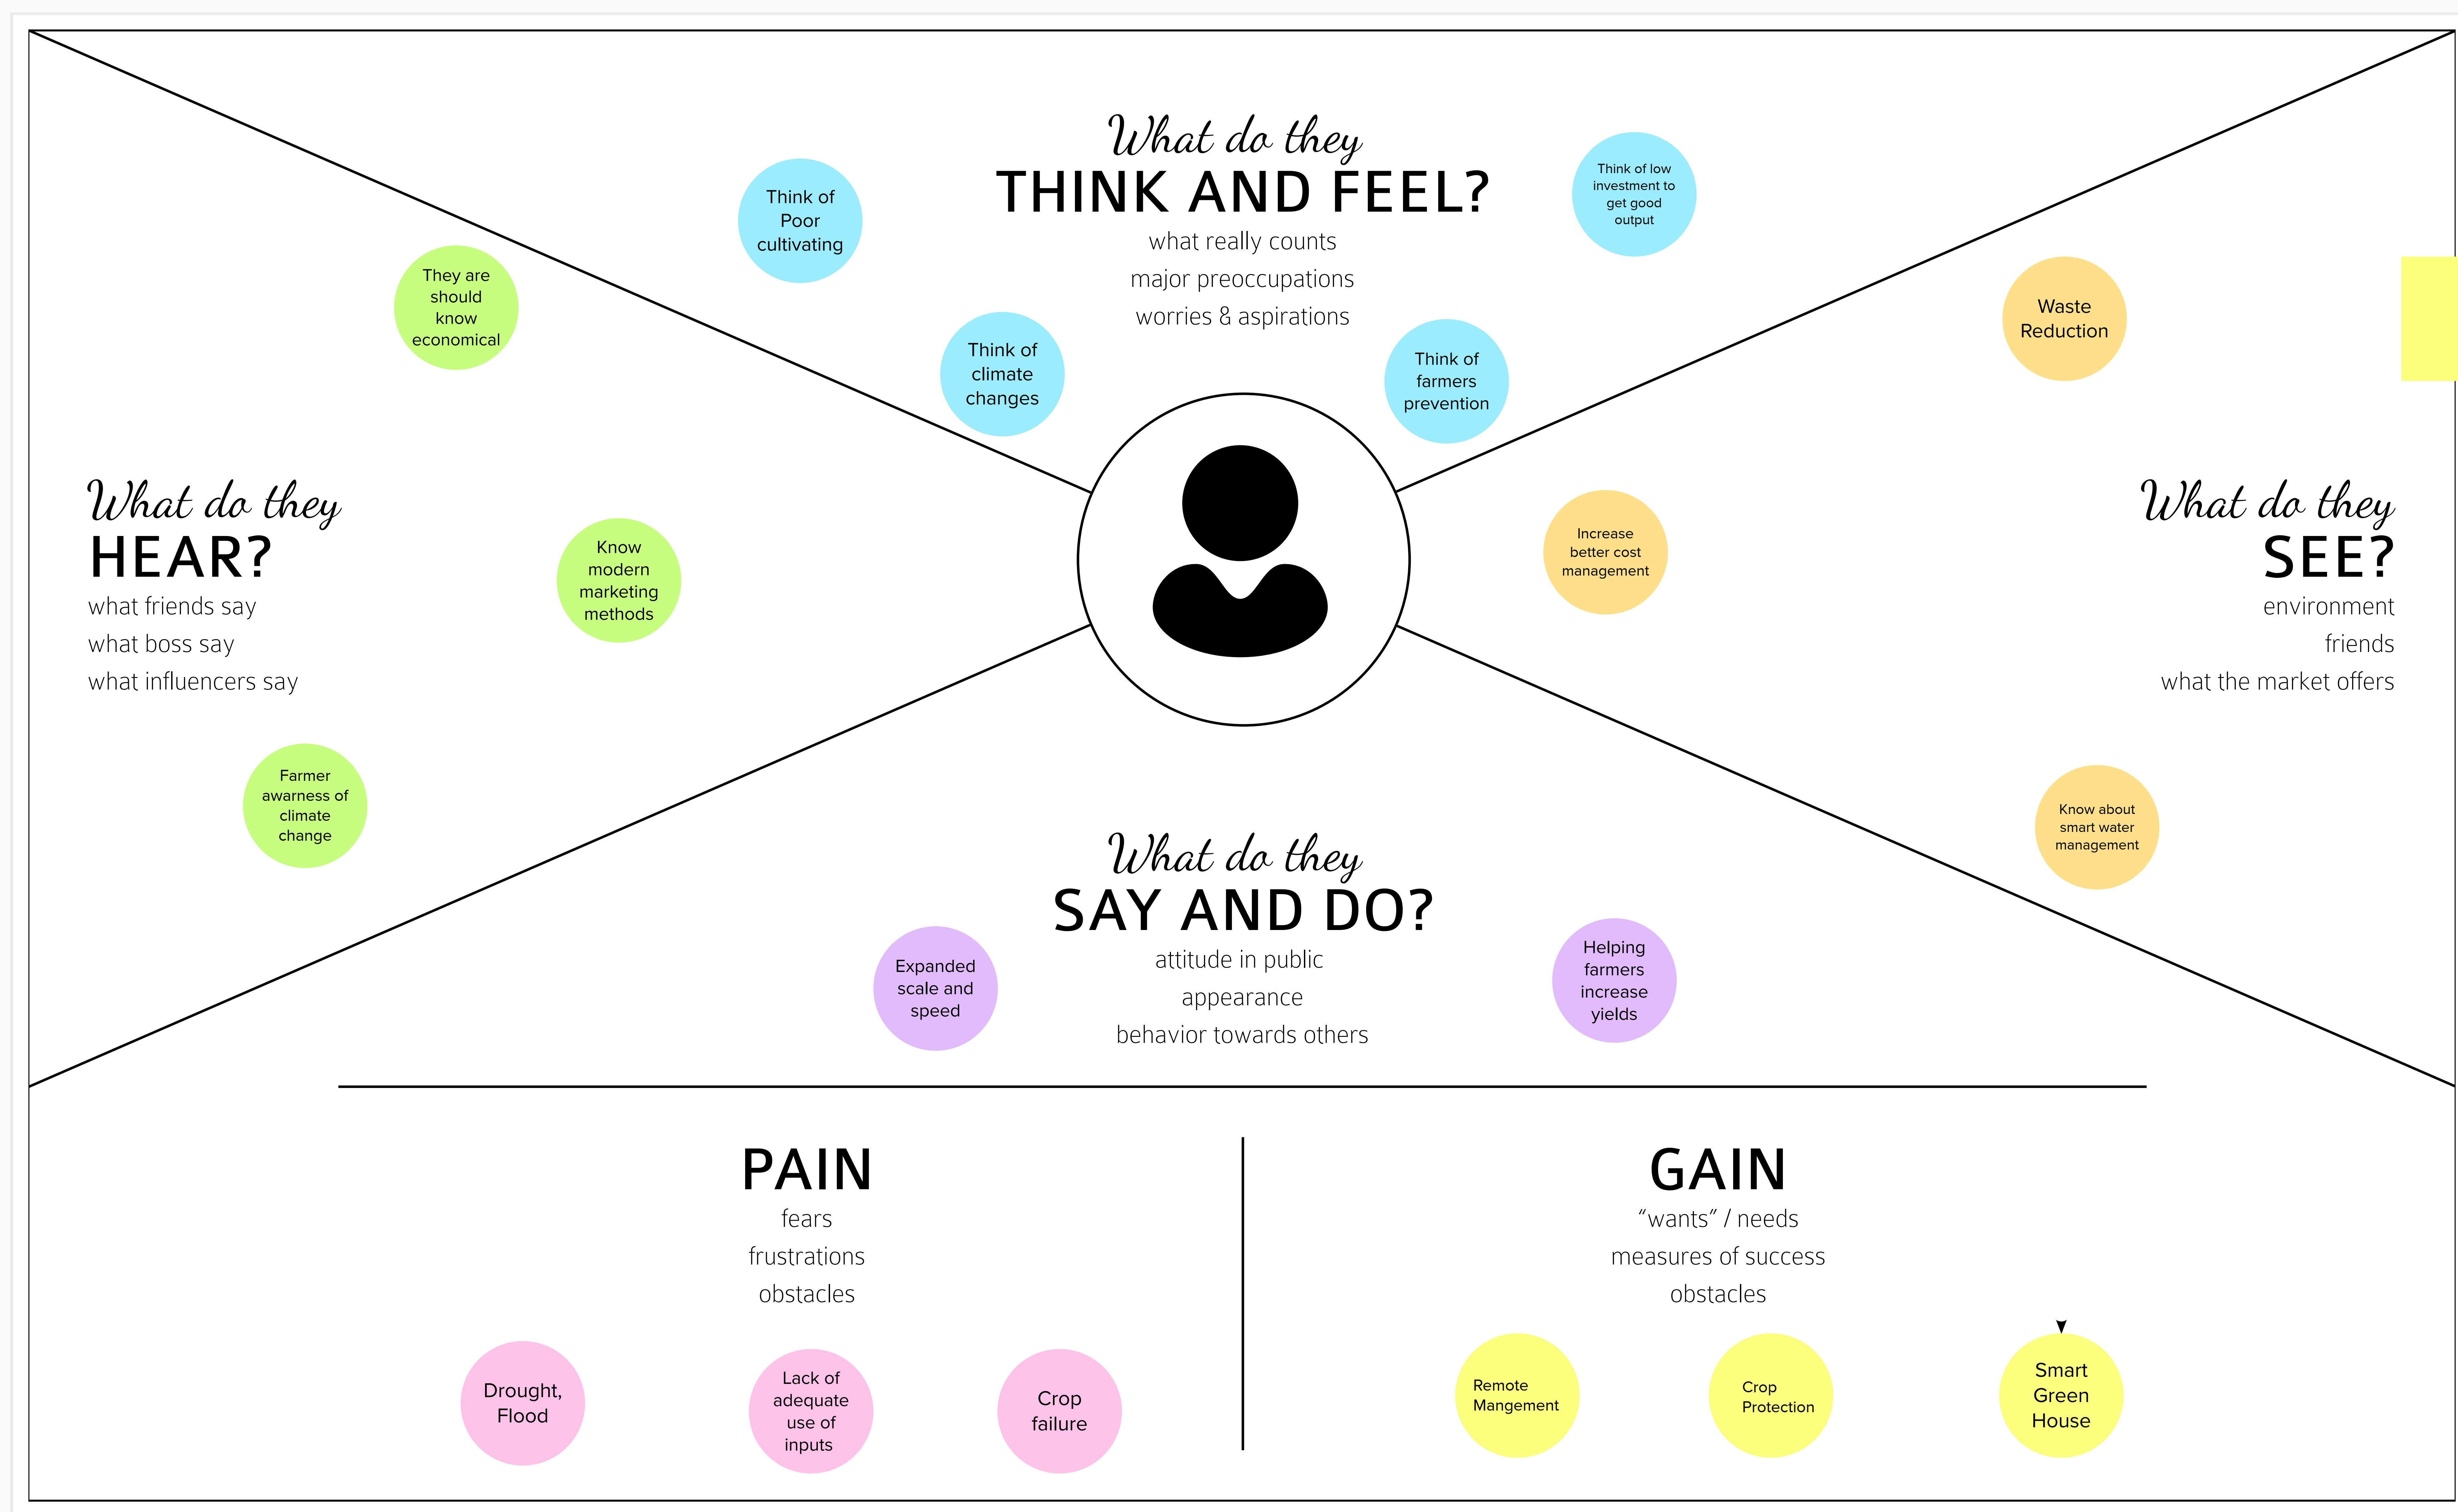 What do they
THINK AND FEEL?
what really counts
major preoccupations
worries & aspirations
Think of
Poor
cultivating
Think of
climate
changes
Think of low
investment to
get good
output
Think of
farmers
prevention
What do they
HEAR?
what friends say
what boss say
what influencers say
They are
should
know
economical
Know
modern
marketing
methods
Farmer
awarness of
climate
change
What do they
SEE?
environment
friends
what the market offers
Waste
Reduction
Increase
better cost
management
Know about
smart water
management
What do they
SAY AND DO?
attitude in public
appearance
behavior towards others
Expanded
scale and
speed
Helping
farmers
increase
yields
PAIN
fears
frustrations
obstacles
Drought,
Flood
Lack of
adequate
use of
inputs
Crop
failure
GAIN
“wants” / needs
measures of success
obstacles
Remote
Mangement
Crop
Protection
Smart
Green
House